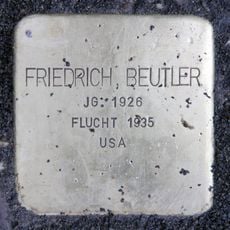 FRIEDRICH BEUTLER
JG. 1926
FLUCHT 1935
USA